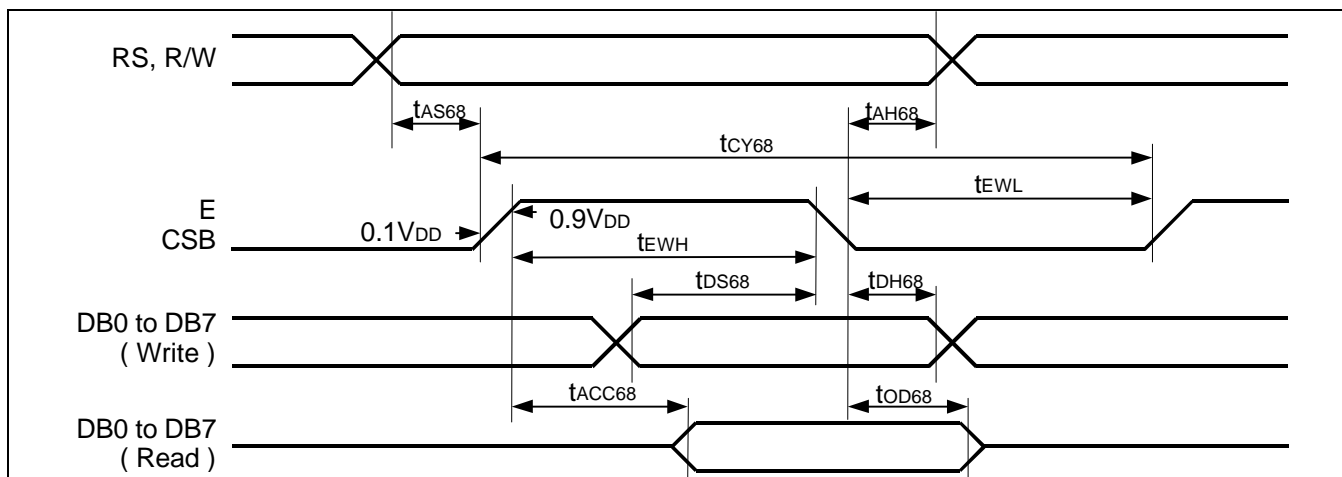 RS, R/W
tAS68
tAH68
tCY68
tEWL
E
CSB
0.1VDD
0.9VDD
tEWH
tDS68
tDH68
DB0 to DB7
( Write )
tACC68
tOD68
DB0 to DB7
( Read )